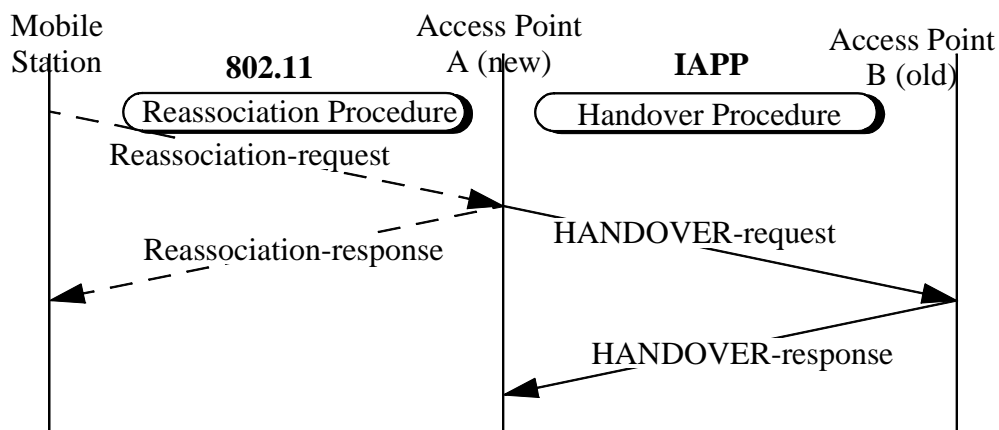 Mobile
Station
802.11
Access Point
A (new)
IAPP
Access Point
B (old)
Reassociation Procedure
Handover Procedure
Reassociation-request
HANDOVER-request
Reassociation-response
HANDOVER-response